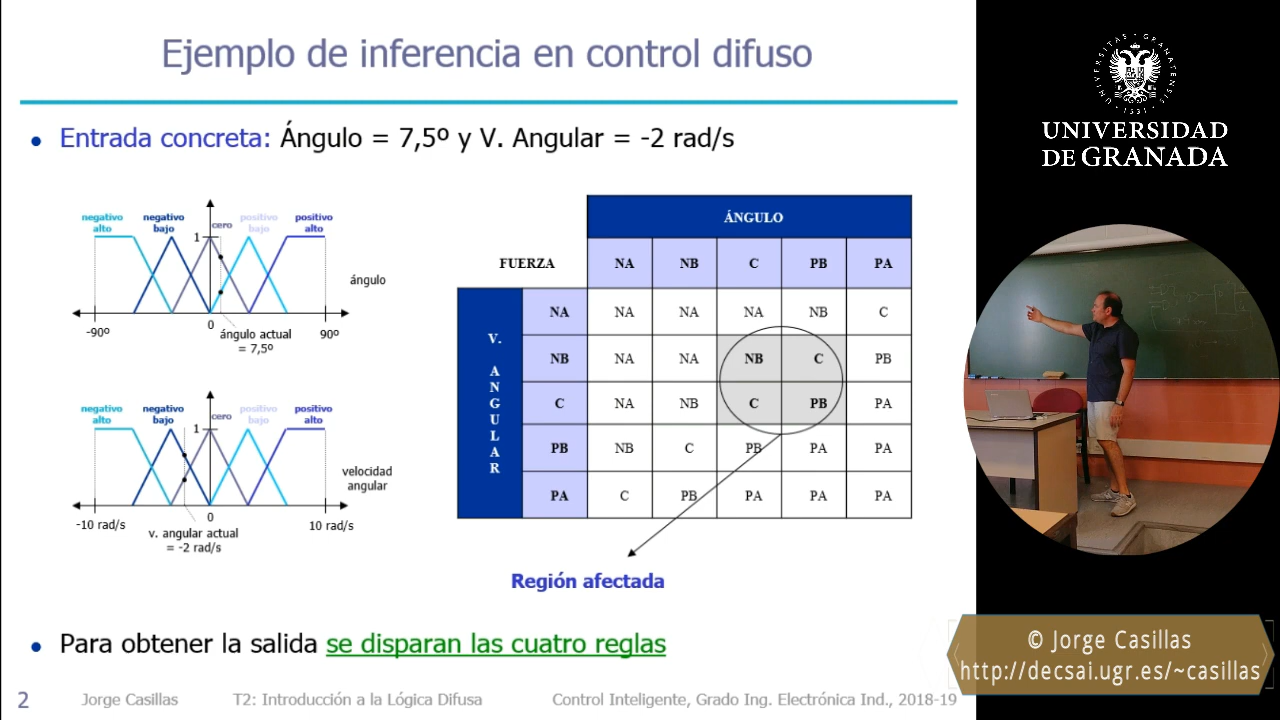 Ejemplo de inferencia en control difuso
• Entrada concreta: Ángulo = 7,5º y V. Angular = -2 rad/s
negativo alto
negativo bajo
cero
positivo bajo
positivo alto
1
ángulo
-90º
0
90º
ángulo actual
= 7,5º
negativo alto
negativo bajo
cero
positivo bajo
positivo alto
1
velocidad
angular
-10 rad/s
0
10 rad/s
v. angular actual
= -2 rad/s
ÁNGULO
FUERZA NA NB C PB PA
V. ANGULAR
NA NA NA NA NB C
NB NA NA NB C PB
C NA NB C PB PA
PB NB C PB PA PA
PA C PB PA PA PA
Región afectada
• Para obtener la salida se disparan las cuatro reglas
2 Jorge Casillas T2: Introducción a la Lógica Difusa Control Inteligente, Grado Ing. Electrónica Ind., 2018-19
UNIVERSIDAD
DE GRANADA
© Jorge Casillas
http://decsai.ugr.es/~casillas